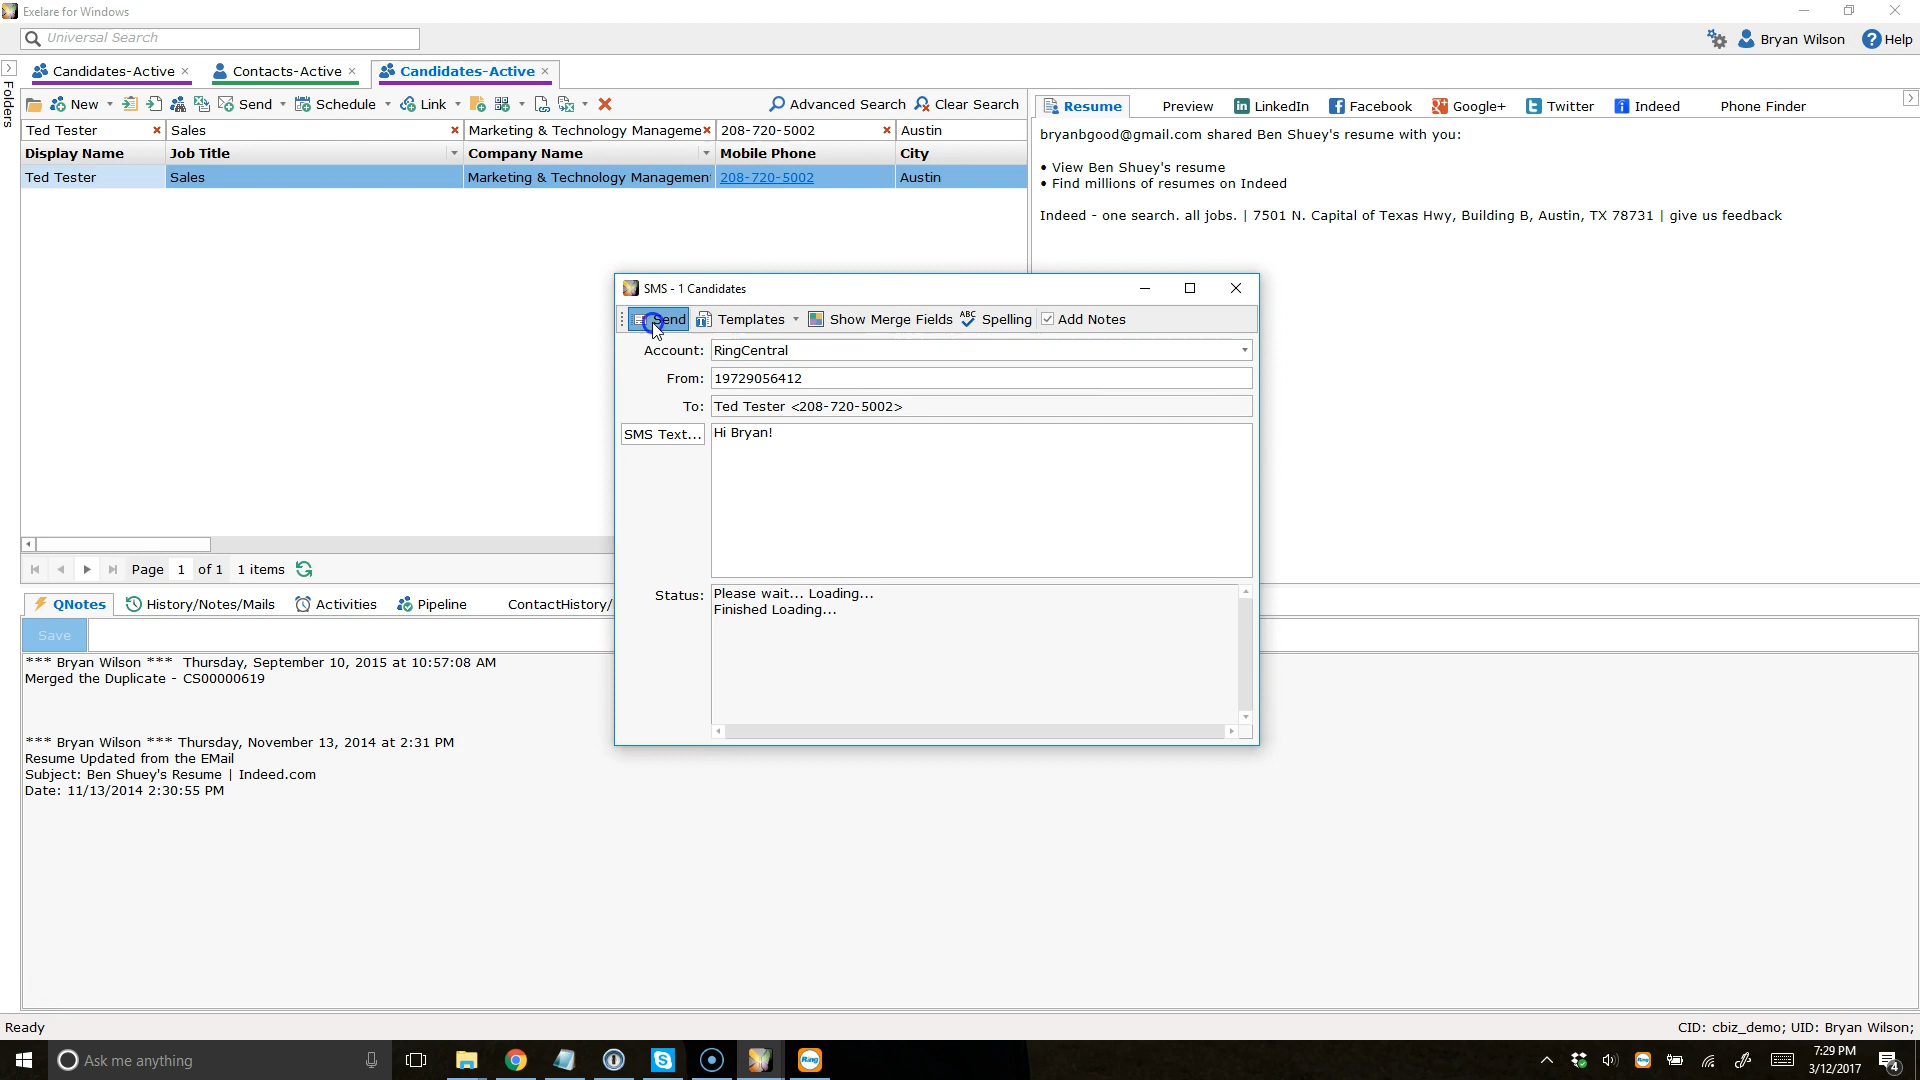 Exelare for Windows
Universal Search
Bryan Wilson
Help
Folders
Candidates-Active
Contacts-Active
Candidates-Active
New
Send
Schedule
Link
Advanced Search
Clear Search
Ted Tester
Sales
Marketing & Technology Manageme
208-720-5002
Austin
Display Name
Job Title
Company Name
Mobile Phone
City
Ted Tester
Sales
Marketing & Technology Management
208-720-5002
Austin
Resume
Preview
LinkedIn
Facebook
Google+
Twitter
Indeed
Phone Finder
bryanbgood@gmail.com shared Ben Shuey's resume with you:
• View Ben Shuey's resume
• Find millions of resumes on Indeed
Indeed - one search. all jobs. | 7501 N. Capital of Texas Hwy, Building B, Austin, TX 78731 | give us feedback
SMS - 1 Candidates
Send
Templates
Show Merge Fields
ABC
Spelling
Add Notes
Account:
RingCentral
From:
19729056412
To:
Ted Tester <208-720-5002>
SMS Text...
Hi Bryan!
Status:
Please wait... Loading...
Finished Loading...
Page 1 of 1 1 items
QNotes
History/Notes/Mails
Activities
Pipeline
ContactHistory/
Save
*** Bryan Wilson *** Thursday, September 10, 2015 at 10:57:08 AM
Merged the Duplicate - CS00000619
*** Bryan Wilson *** Thursday, November 13, 2014 at 2:31 PM
Resume Updated from the EMail
Subject: Ben Shuey's Resume | Indeed.com
Date: 11/13/2014 2:30:55 PM
Ready
CID: cbiz_demo; UID: Bryan Wilson;
Ask me anything
Ring
7:29 PM
3/12/2017
4